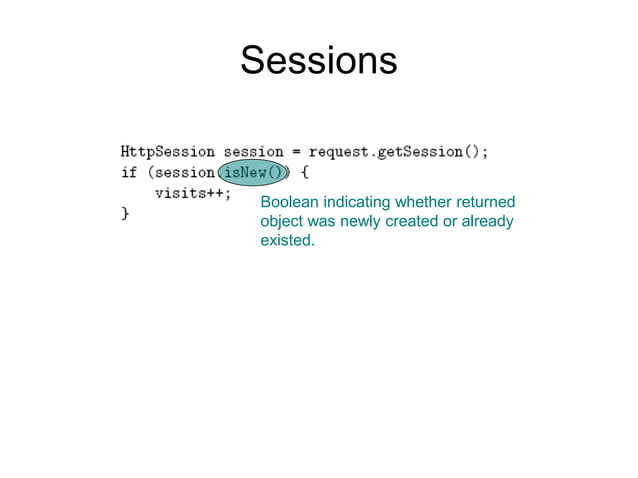 Sessions
HttpSession session = request.getSession();
if (session.isNew()) {
visits++;
}
Boolean indicating whether returned
object was newly created or already
existed.